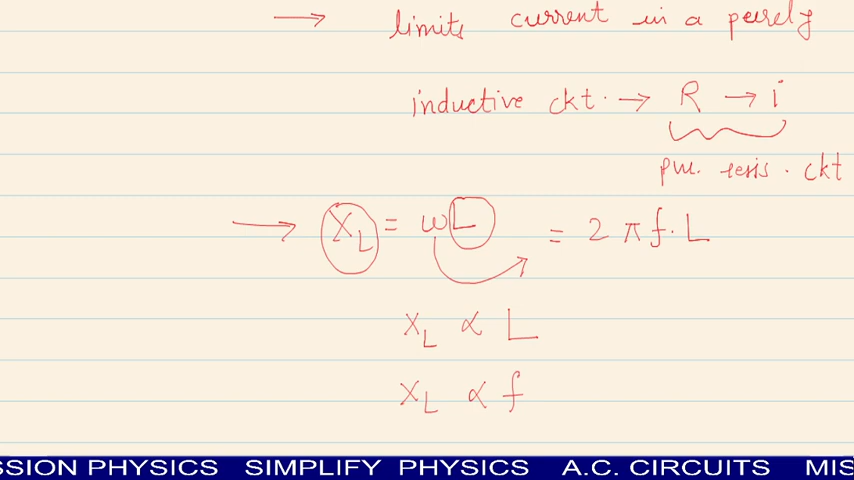 → limits current in a purely
inductive ckt. → R → i
pur. resis. ckt
→ X_L = ωL = 2πf.L
X_L ∝ L
X_L ∝ f
SSION PHYSICS SIMPLIFY PHYSICS A.C. CIRCUITS MIS